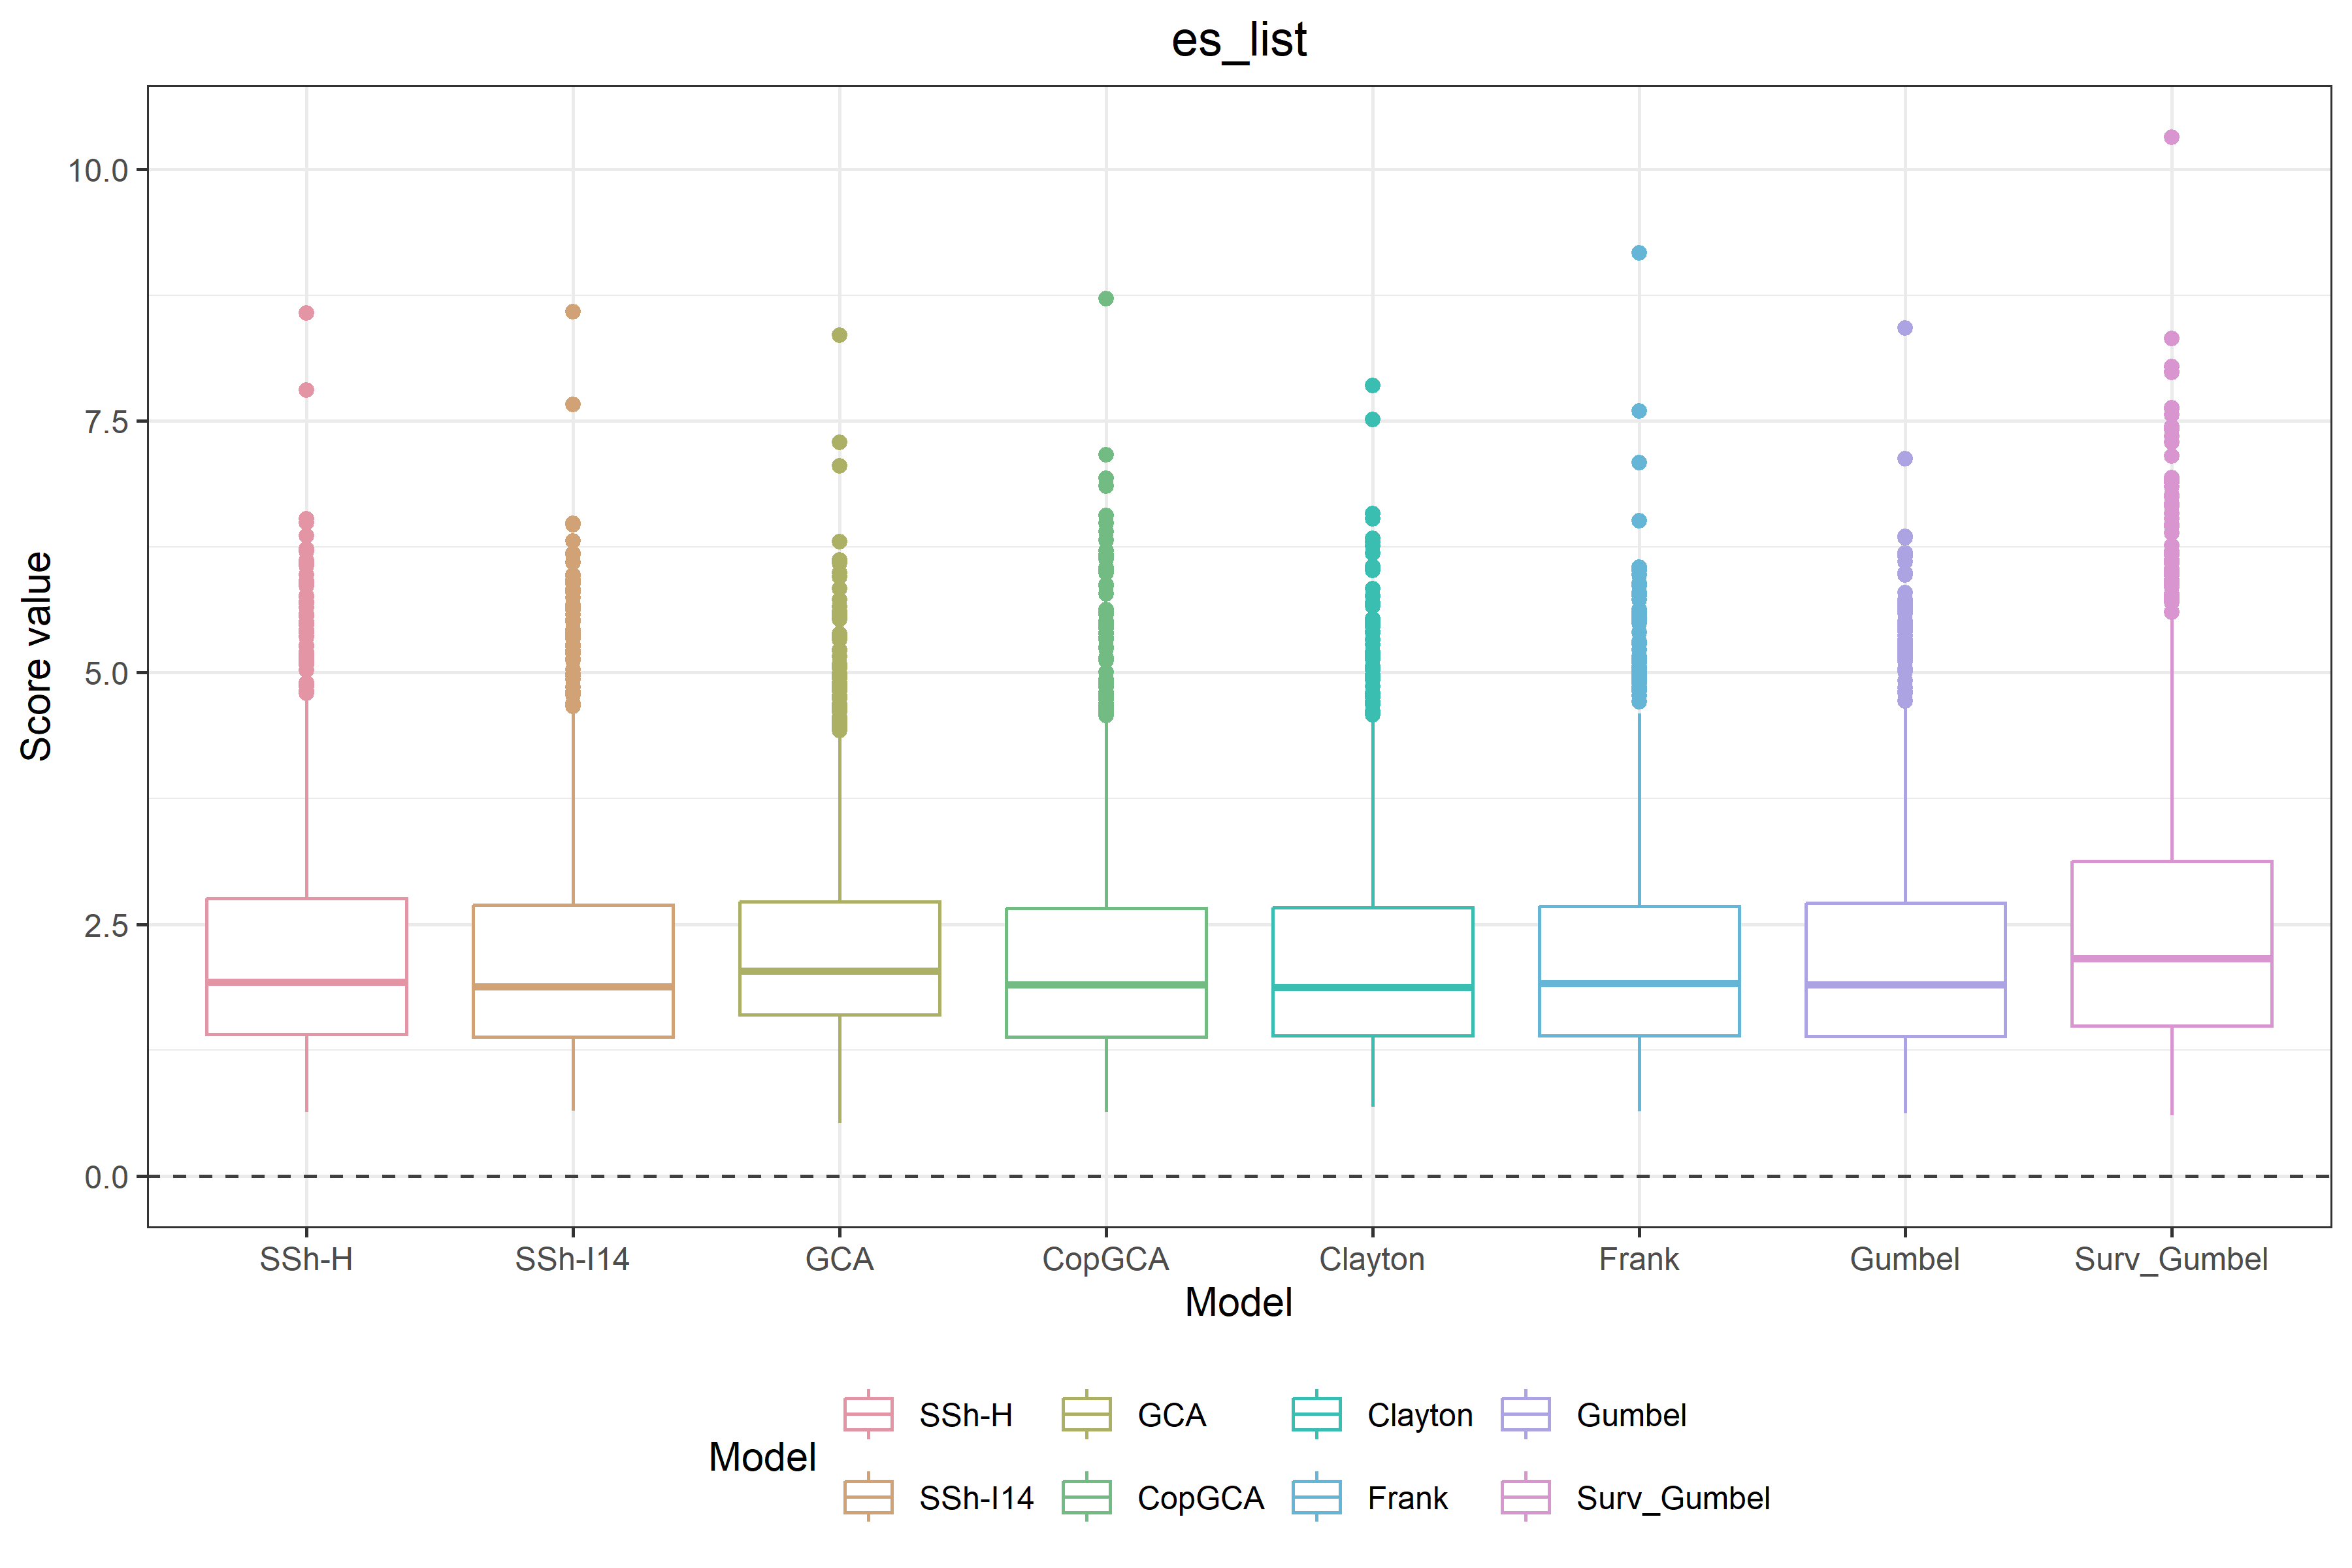 es_list
Score value
10.0
7.5
5.0
2.5
0.0
SSh-H SSh-I14 GCA CopGCA Clayton Frank Gumbel Surv_Gumbel
Model
Model
SSh-H GCA Clayton Gumbel
SSh-I14 CopGCA Frank Surv_Gumbel